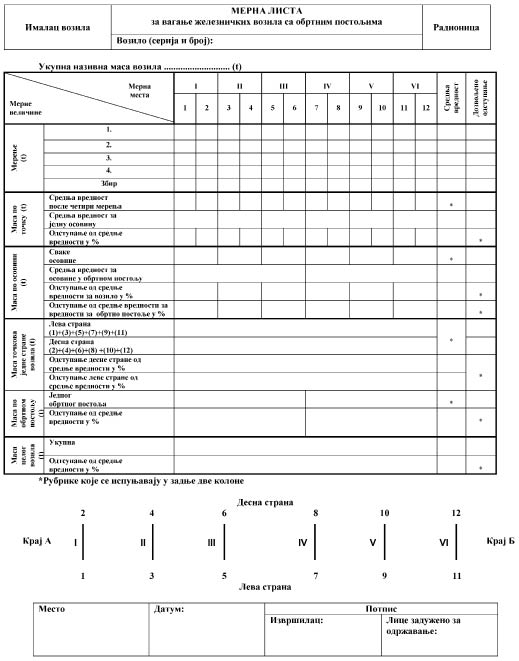 Ималац возила
МЕРНА ЛИСТА
за вагање железничких возила са обртним постољима
Возило (серија и број):
Радионица
Укупна називна маса возила ........................... (t)
Мерна места
Мерне величине
I II III IV V VI
1 2 3 4 5 6 7 8 9 10 11 12
Средња вредност
Дозвољено одступање
Мерење (t)
1.
2.
3.
4.
Збир
Маса по точку (t)
Средња вредност
после четири мерења
*
Средња вредност за
једну осовину
Одступање од средње
вредности у %
*
Маса по осовини (t)
Сваке
осовине
*
Средња вредност за
осовине у обртном постољу
Одступање од средње
вредности за возило у %
*
Одступање од средње вредности за
вредности за обртно постоље у %
*
Маса точкова једне стране возила (t)
Лева страна
(1)+(3)+(5)+(7)+(9)+(11)
*
Десна страна
(2)+(4)+(6)+(8) +(10)+(12)
Одступање десне стране од
средње вредности у %
Одступање леве стране од
средње вредности у %
*
Маса по обртном постољу (t)
Једног
обртног постоља
*
Одступање од средње
вредности у %
*
Маса целог возила (t)
Укупна
Одтсупање од средње
вредности у %
*
*Рубрике које се испуњавају у задње две колоне
Десна страна
2 4 6 8 10 12
Крај А I II III IV V VI Крај Б
1 3 5 7 9 11
Лева страна
Место
Датум:
Потпис
Извршилац:
Лице задужено за
одржавање: